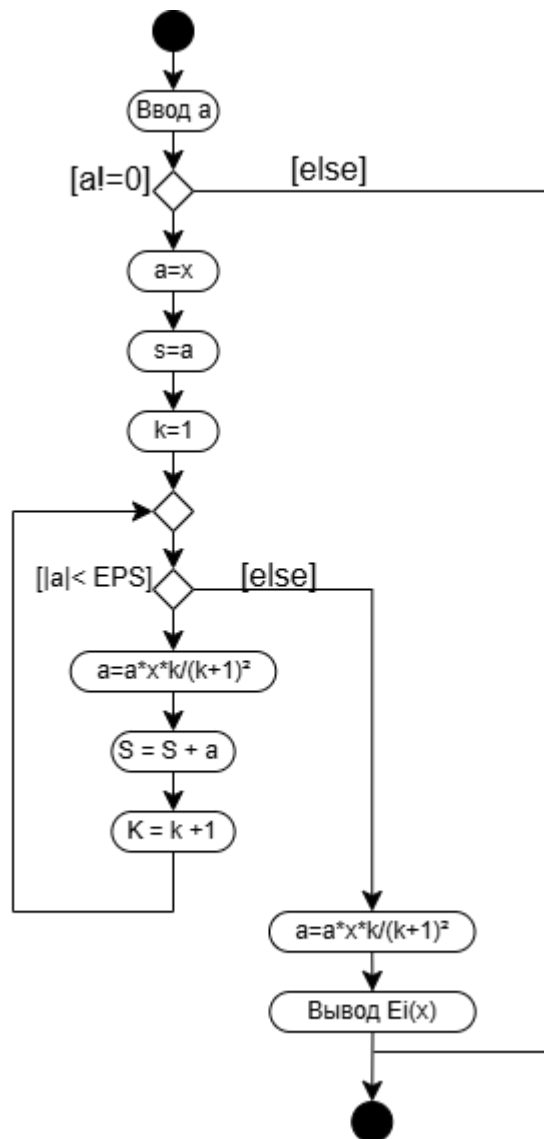 Ввод a
[a!=0]
[else]
a=x
s=a
k=1
[|a|< EPS]
[else]
a=a*x*k/(k+1)²
S = S + a
K = k +1
a=a*x*k/(k+1)²
Вывод Ei(x)